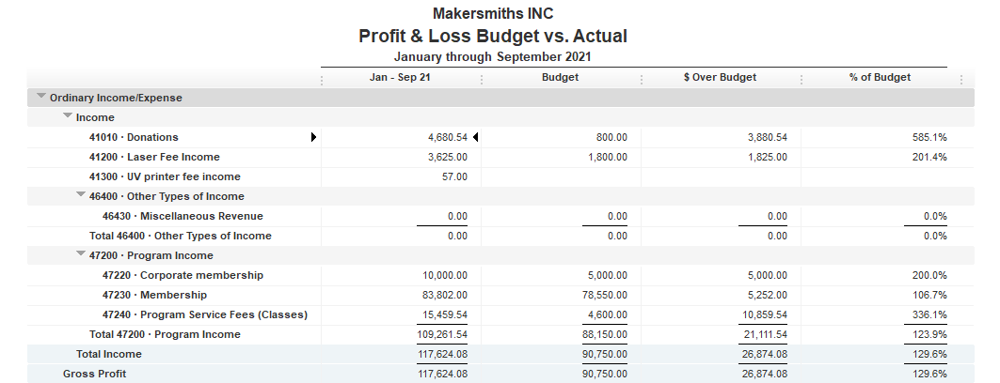 Makersmiths INC
Profit & Loss Budget vs. Actual
January through September 2021
Jan - Sep 21 Budget $ Over Budget % of Budget
Ordinary Income/Expense
Income
41010 · Donations 4,680.54 800.00 3,880.54 585.1%
41200 · Laser Fee Income 3,625.00 1,800.00 1,825.00 201.4%
41300 · UV printer fee income 57.00
46400 · Other Types of Income
46430 · Miscellaneous Revenue 0.00 0.00 0.00 0.0%
Total 46400 · Other Types of Income 0.00 0.00 0.00 0.0%
47200 · Program Income
47220 · Corporate membership 10,000.00 5,000.00 5,000.00 200.0%
47230 · Membership 83,802.00 78,550.00 5,252.00 106.7%
47240 · Program Service Fees (Classes) 15,459.54 4,600.00 10,859.54 336.1%
Total 47200 · Program Income 109,261.54 88,150.00 21,111.54 123.9%
Total Income 117,624.08 90,750.00 26,874.08 129.6%
Gross Profit 117,624.08 90,750.00 26,874.08 129.6%